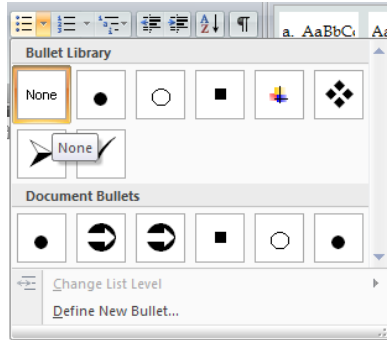 a. AaBbC
Bullet Library
None
None
Document Bullets
Change List Level
Define New Bullet...